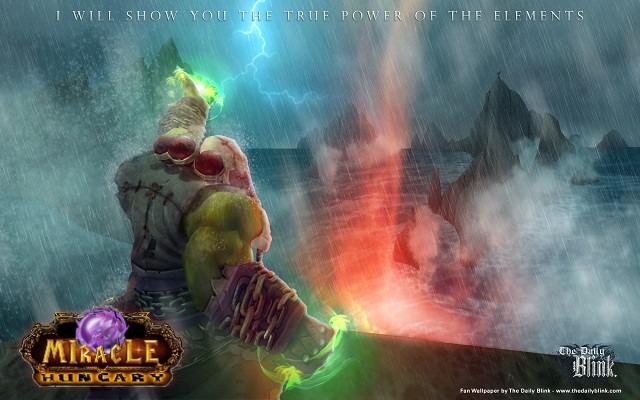 I WILL SHOW YOU THE TRUE POWER OF THE ELEMENTS
MIRACLE
HUNGARY
The Daily
Blink.
Fan Wallpaper by The Daily Blink - www.thedailyblink.com